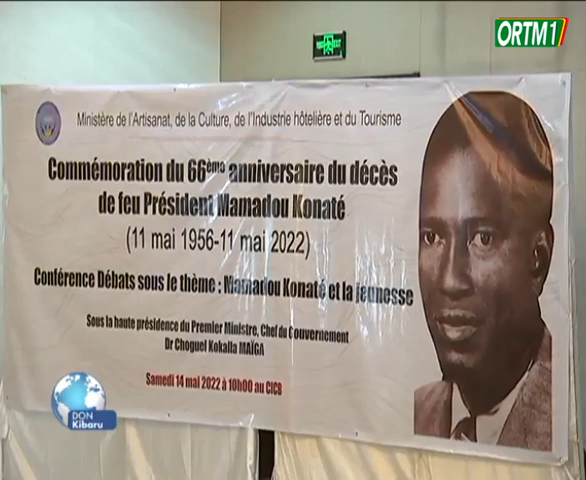 ORTM1
Ministère de l'Artisanat, de la Culture, de l'Industrie hôtelière et du Tourisme
Commémoration du 66ème anniversaire du décès
de feu Président Mamadou Konaté
(11 mai 1956-11 mai 2022)
Conférence Débats sous le thème : Mamadou Konaté et la jeunesse
Sous la haute présidence du Premier Ministre, Chef du Gouvernement
Dr Choguel Kokalla MAÏGA
Samedi 14 mai 2022 à 10h00 au CICB
DON
Kibaru